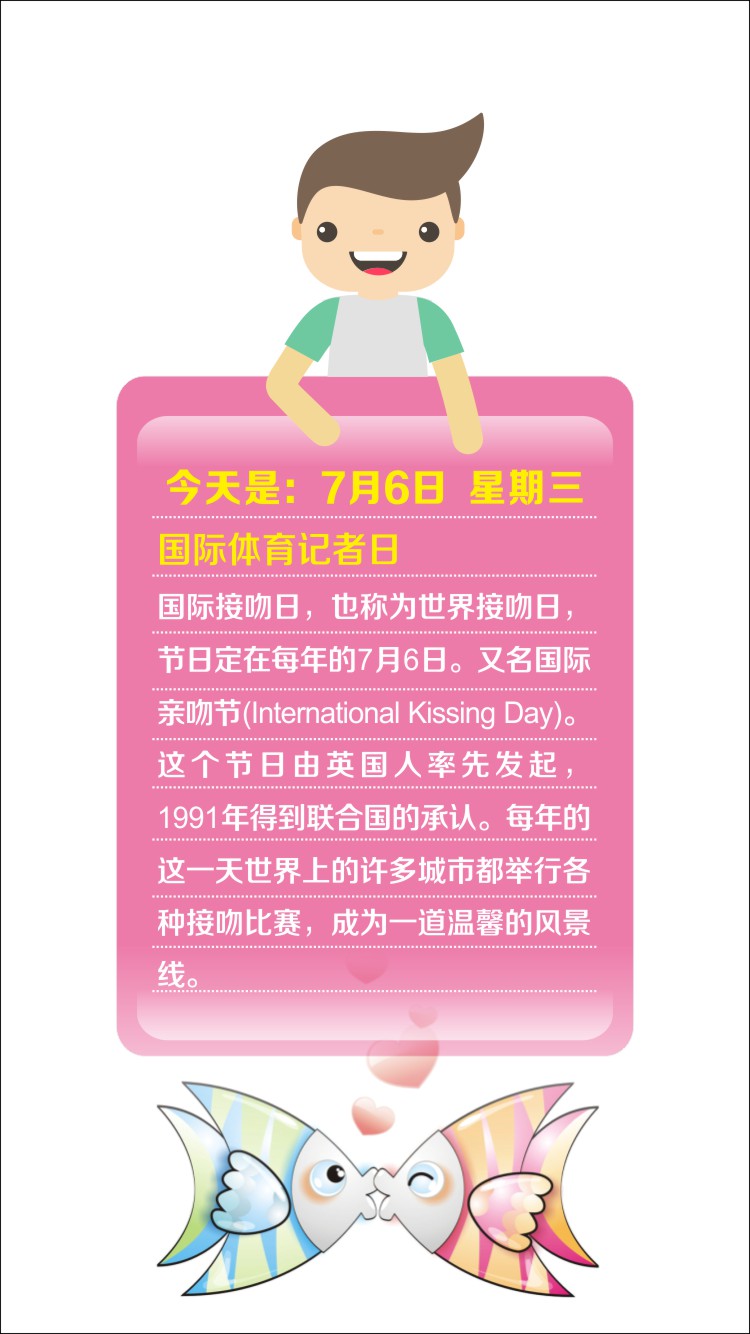 今天是：7月6日 星期三
国际体育记者日
国际接吻日，也称为世界接吻日，
节日定在每年的7月6日。又名国际
亲吻节(International Kissing Day)。
这个节日由英国人率先发起，
1991年得到联合国的承认。每年的
这一天世界上的许多城市都举行各
种接吻比赛，成为一道温馨的风景
线。